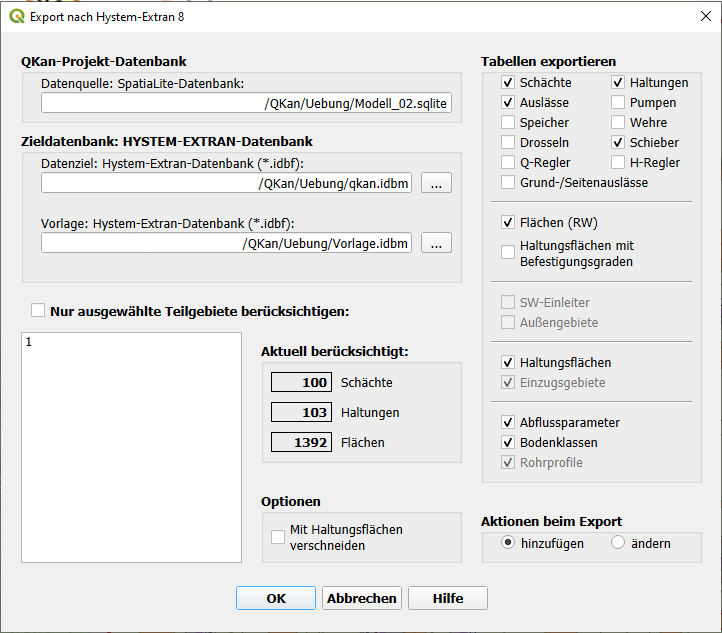 Export nach Hystem-Extran 8
QKan-Projekt-Datenbank
Datenquelle: SpatiaLite-Datenbank:
/QKan/Uebung/Modell_02.sqlite
Zieldatenbank: HYSTEM-EXTRAN-Datenbank
Datenziel: Hystem-Extran-Datenbank (*.idbf):
/QKan/Uebung/qkan.idbm
...
Vorlage: Hystem-Extran-Datenbank (*.idbf):
/QKan/Uebung/Vorlage.idbm
...
Nur ausgewählte Teilgebiete berücksichtigen:
1
Aktuell berücksichtigt:
100 Schächte
103 Haltungen
1392 Flächen
Optionen
Mit Haltungsflächen
verschneiden
Tabellen exportieren
Schächte Haltungen
Auslässe Pumpen
Speicher Wehre
Drosseln Schieber
Q-Regler H-Regler
Grund-/Seitenauslässe
Flächen (RW)
Haltungsflächen mit
Befestigungsgraden
SW-Einleiter
Außengebiete
Haltungsflächen
Einzugsgebiete
Abflussparameter
Bodenklassen
Rohrprofile
Aktionen beim Export
hinzufügen ändern
OK Abbrechen Hilfe